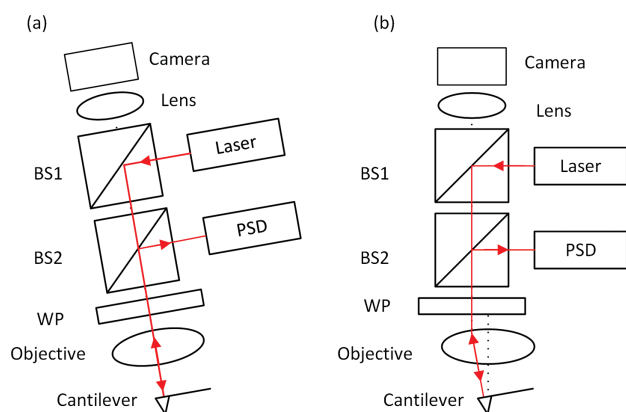 (a)
Camera
Lens
Laser
BS1
PSD
BS2
WP
Objective
Cantilever
(b)
Camera
Lens
BS1
Laser
BS2
PSD
WP
Objective
Cantilever